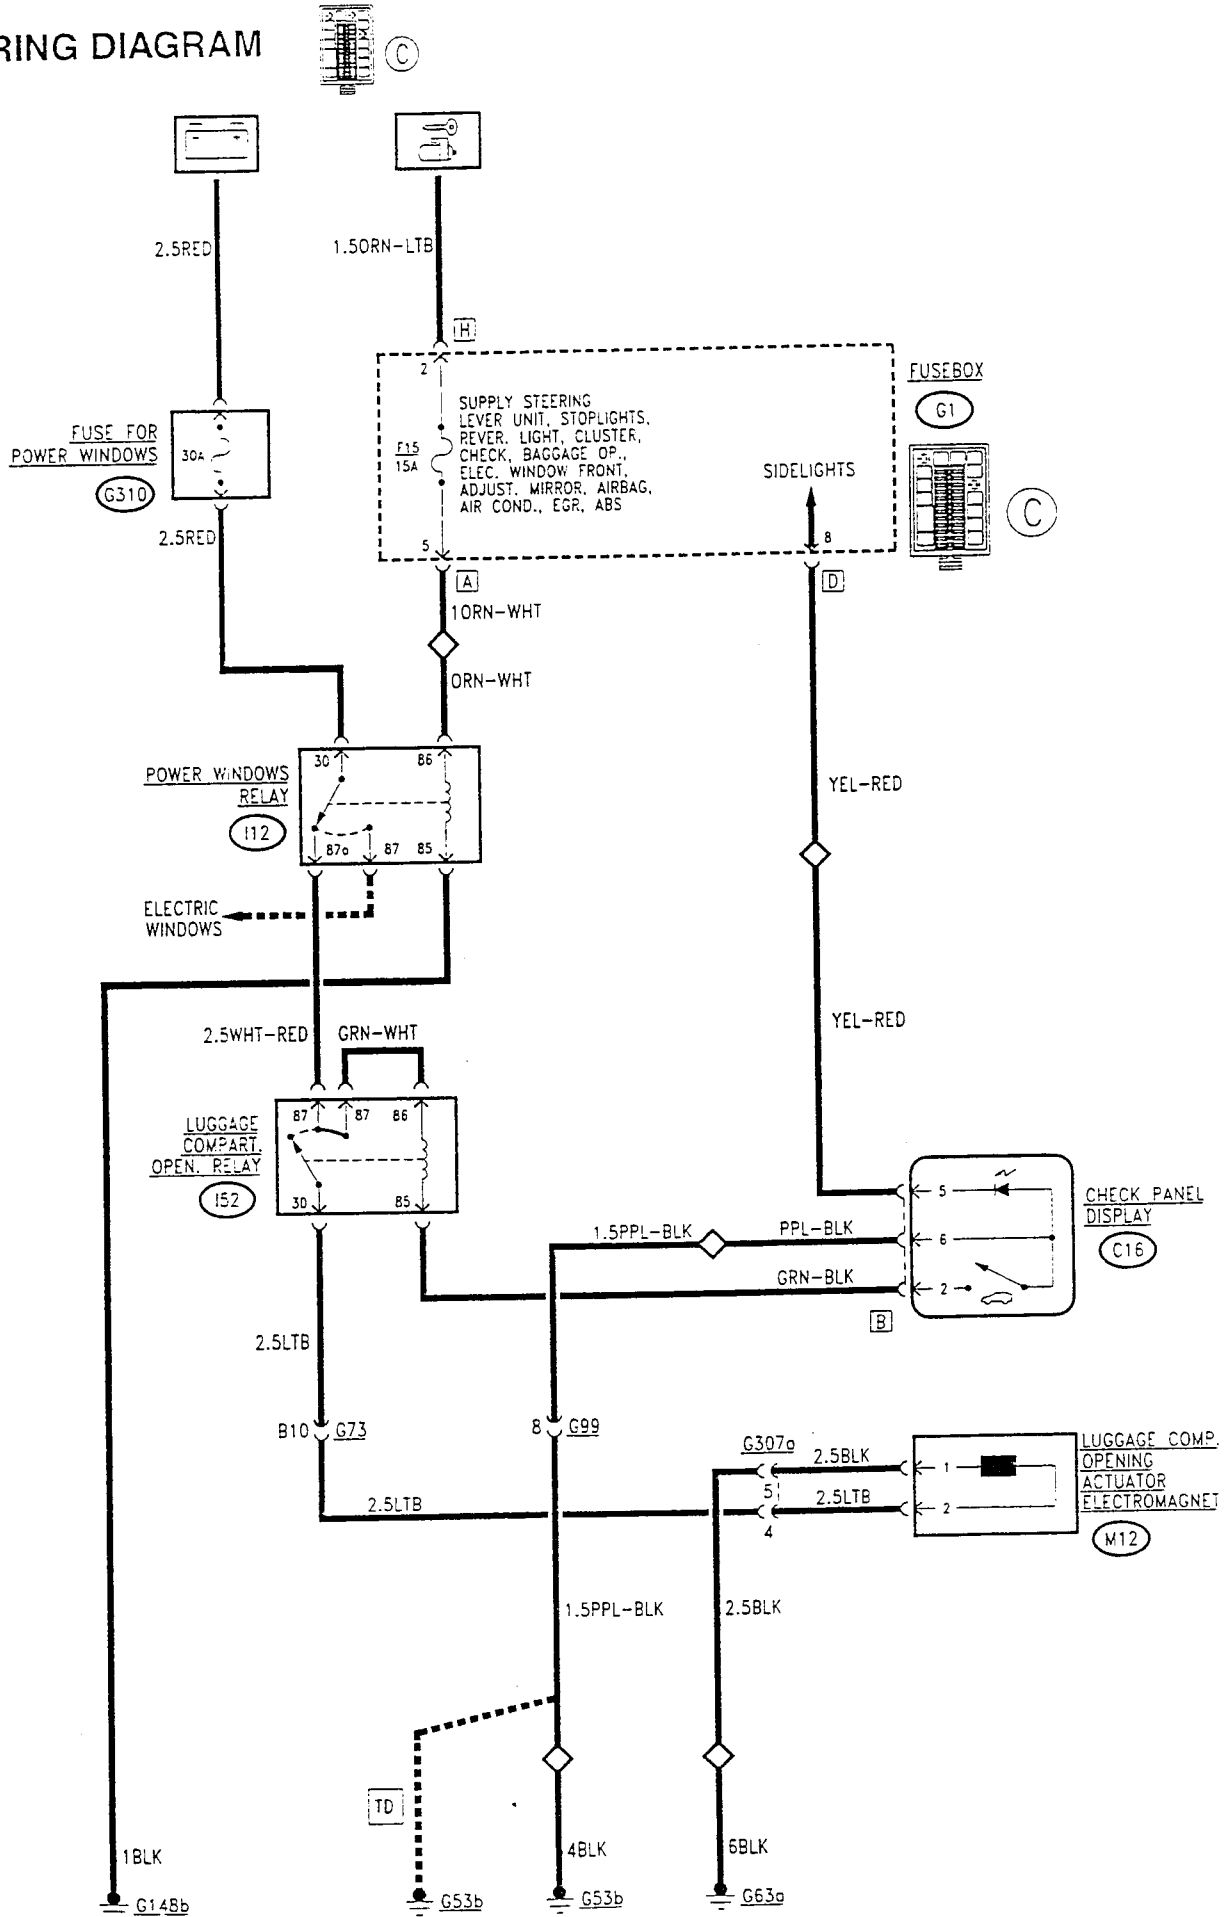 RING DIAGRAM
C
2.5RED
1.5ORN-LTB
H
2
FUSEBOX
G1
C
FUSE FOR
POWER WINDOWS
G310
30A
F15
15A
SUPPLY STEERING
LEVER UNIT, STOPLIGHTS,
REVER. LIGHT, CLUSTER,
CHECK, BAGGAGE OP.,
ELEC. WINDOW FRONT,
ADJUST. MIRROR, AIRBAG,
AIR COND., EGR, ABS
SIDELIGHTS
2.5RED
5
8
A
D
1ORN-WHT
ORN-WHT
POWER WINDOWS
RELAY
I12
30
86
87a
87
85
YEL-RED
ELECTRIC
WINDOWS
2.5WHT-RED
GRN-WHT
YEL-RED
LUGGAGE
COMPART.
OPEN. RELAY
I52
87
87
86
30
85
5
6
2
CHECK PANEL
DISPLAY
C16
1.5PPL-BLK
PPL-BLK
GRN-BLK
B
2.5LTB
B10
G73
8
G99
G307a
2.5BLK
5
2.5LTB
4
2.5LTB
1
2
LUGGAGE COMP.
OPENING
ACTUATOR
ELECTROMAGNET
M12
1.5PPL-BLK
2.5BLK
TD
1BLK
4BLK
6BLK
G148b
G53b
G53b
G63a